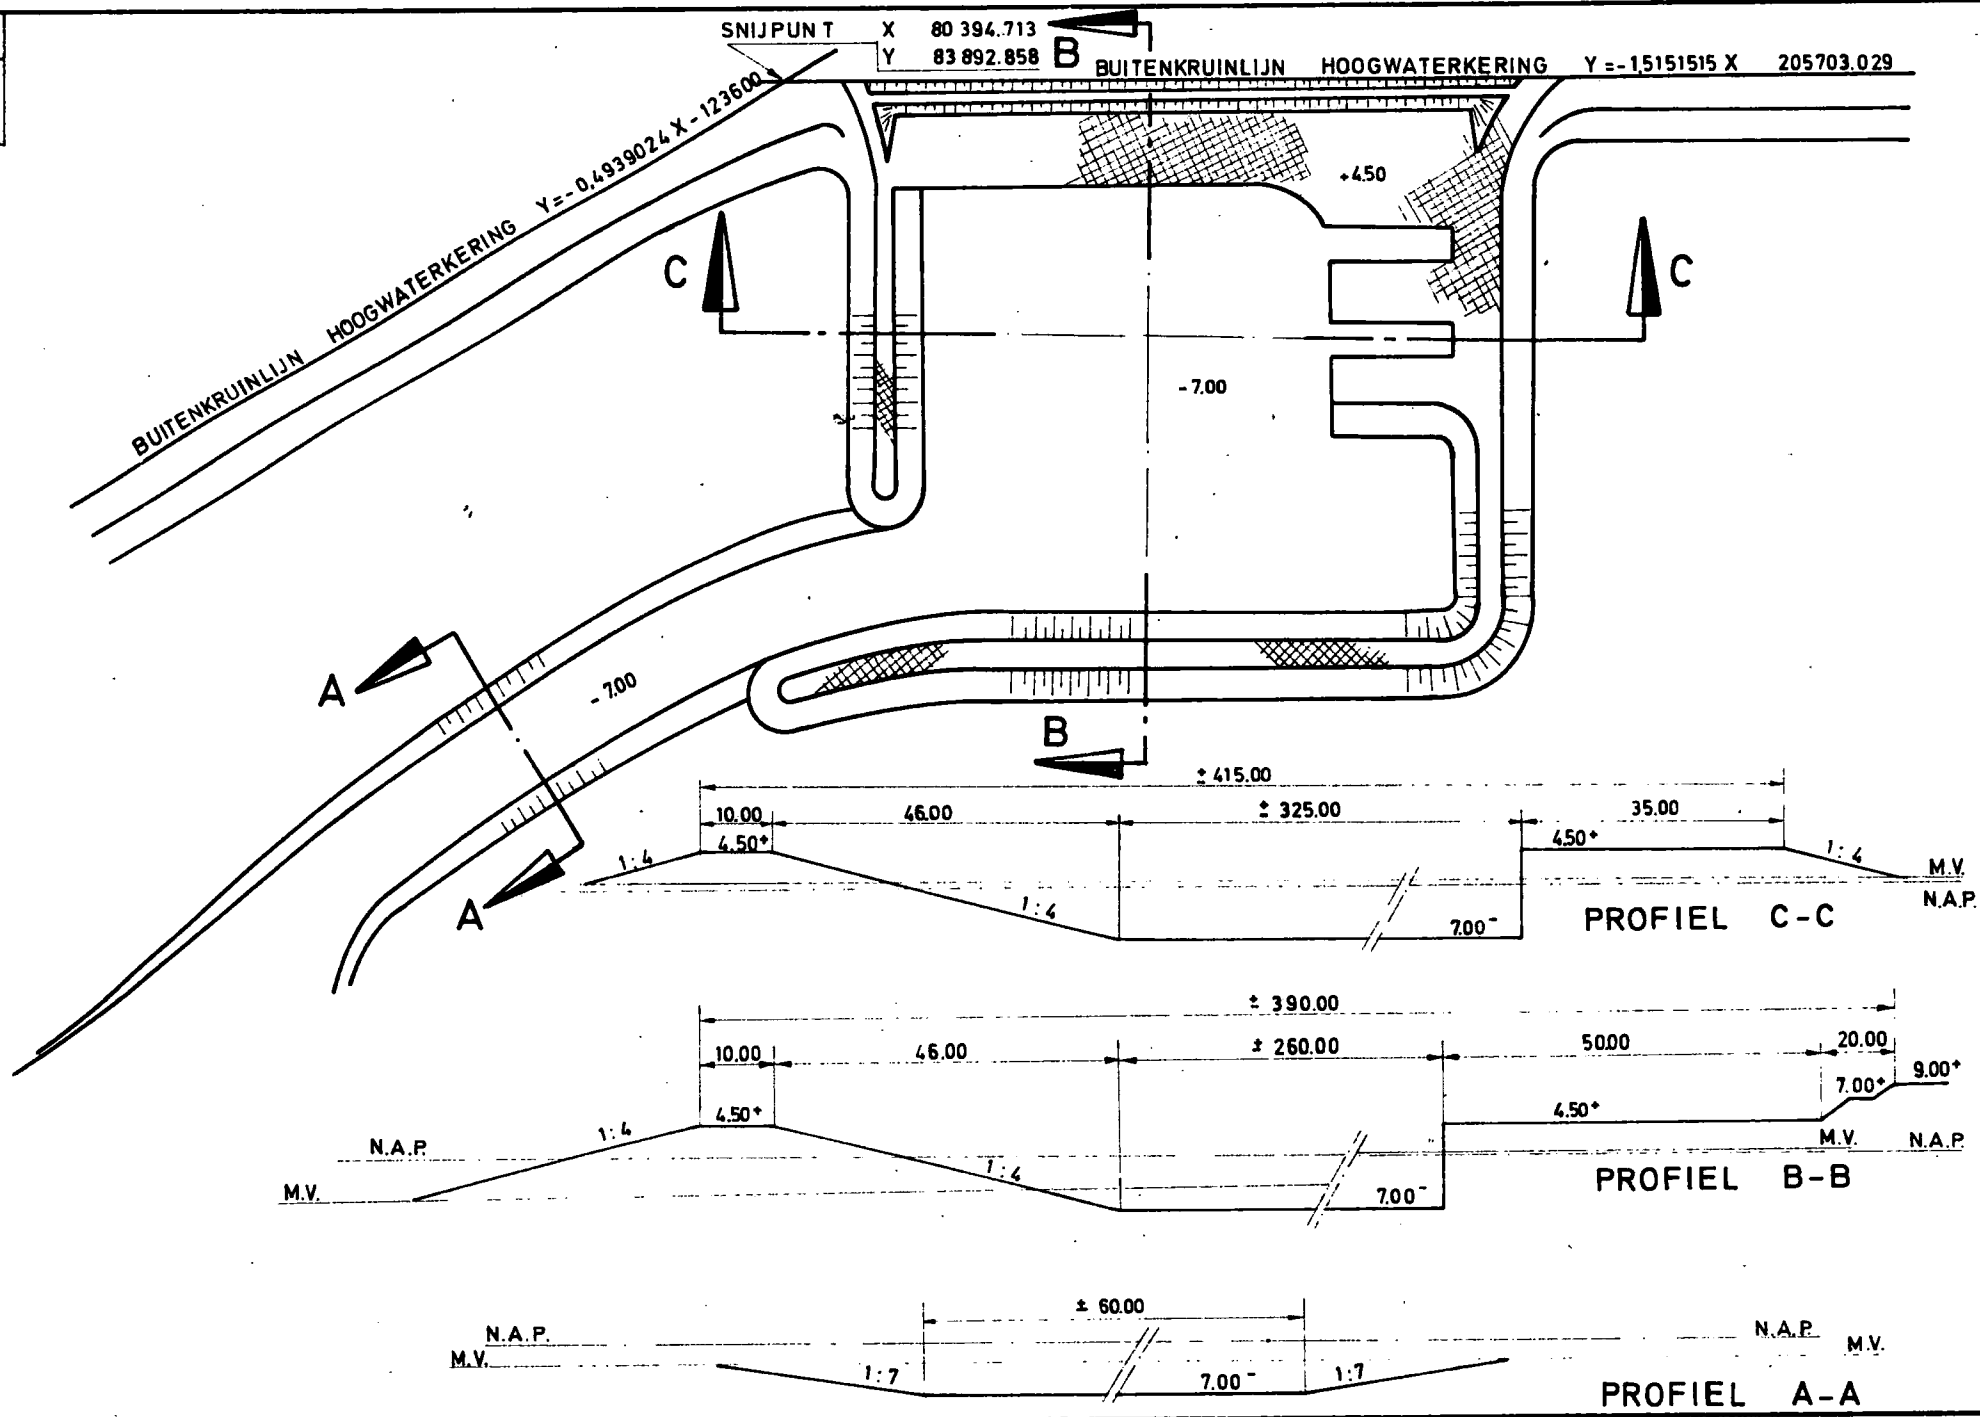 SNIJPUNT X 80 394.713
Y 83 892.858
B
BUITENKRUINLIJN HOOGWATERKERING Y=-1,5151515 X 205703.029
BUITENKRUINLIJN HOOGWATERKERING Y=-0,4939024 X -123600
+4.50
C
C
-7.00
-7.00
A
A
B
± 415.00
10.00 46.00 ± 325.00 35.00
1:4 4.50+ 1:4 7.00- 4.50+ 1:4
M.V.
N.A.P.
PROFIEL C-C
± 390.00
10.00 46.00 ± 260.00 50.00 20.00
9.00+
7.00+
1:4 4.50+ 1:4 7.00- 4.50+
N.A.P. M.V. N.A.P.
M.V.
PROFIEL B-B
± 60.00
N.A.P. N.A.P.
M.V. M.V.
1:7 7.00- 1:7
PROFIEL A-A